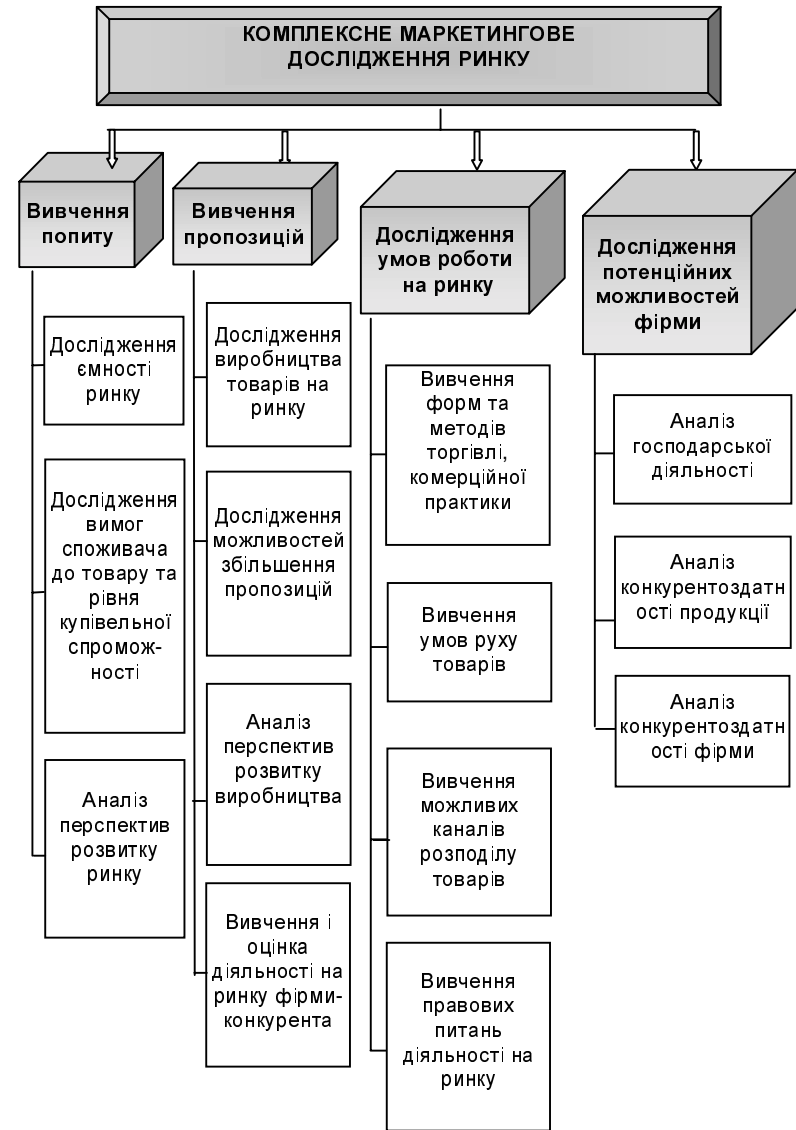 КОМПЛЕКСНЕ МАРКЕТИНГОВЕ
ДОСЛІДЖЕННЯ РИНКУ
Вивчення
попиту
Дослідження
ємності
ринку
Дослідження
вимог
споживача
до товару та
рівня
купівельної
спромож-
ності
Аналіз
перспектив
розвитку
ринку
Вивчення
пропозицій
Дослідження
виробництва
товарів на
ринку
Дослідження
можливостей
збільшення
пропозицій
Аналіз
перспектив
розвитку
виробництва
Вивчення і
оцінка
діяльності на
ринку фірми-
конкурента
Дослідження
умов роботи
на ринку
Вивчення
форм та
методів
торгівлі,
комерційної
практики
Вивчення
умов руху
товарів
Вивчення
можливих
каналів
розподілу
товарів
Вивчення
правових
питань
діяльності на
ринку
Дослідження
потенційних
можливостей
фірми
Аналіз
господарської
діяльності
Аналіз
конкурентоздатн
ості продукції
Аналіз
конкурентоздатн
ості фірми